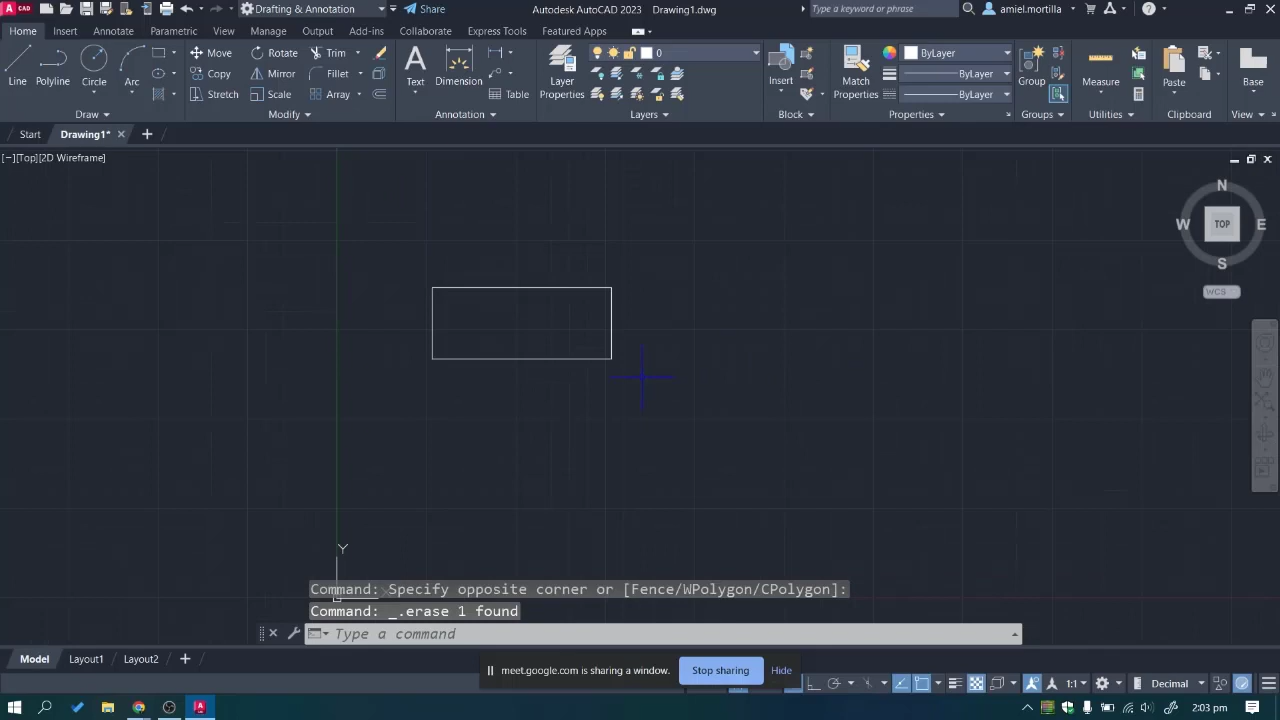 CAD Drafting & Annotation Share Autodesk AutoCAD 2023 Drawing1.dwg Type a keyword or phrase amiel.mortilla
Home Insert Annotate Parametric View Manage Output Add-ins Collaborate Express Tools Featured Apps
Line Polyline Circle Arc
Move Rotate Trim
Copy Mirror Fillet
Stretch Scale Array
Text Dimension Table
Layer Properties 0
Insert
Match Properties ByLayer
ByLayer
ByLayer
Group Measure Paste Base
Draw Modify Annotation Layers Block Properties Groups Utilities Clipboard View
Start Drawing1*
[−][Top][2D Wireframe]
N
W TOP E
S
WCS
Y
Command: Specify opposite corner or [Fence/WPolygon/CPolygon]:
Command: _.erase 1 found
Type a command
Model Layout1 Layout2
meet.google.com is sharing a window. Stop sharing Hide
1:1 Decimal
2:03 pm